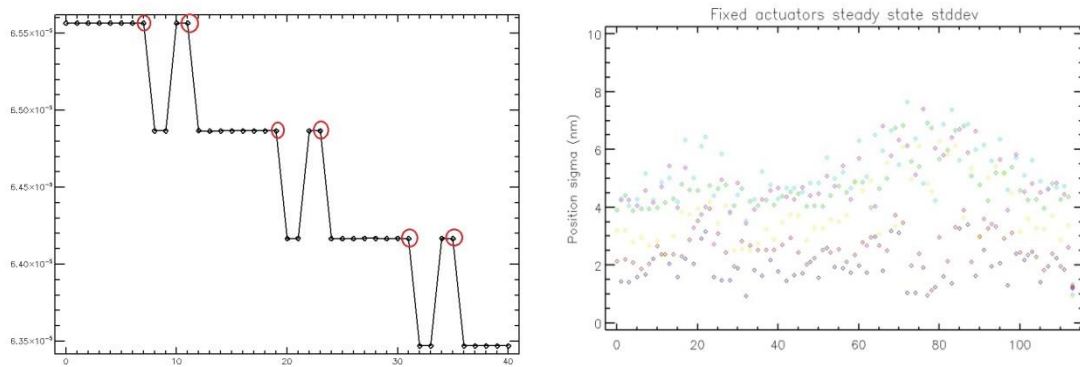 6.55×10⁻⁵
6.50×10⁻⁵
6.45×10⁻⁵
6.40×10⁻⁵
6.35×10⁻⁵
0 10 20 30 40
Fixed actuators steady state stddev
Position sigma (nm)
10
8
6
4
2
0
0 20 40 60 80 100